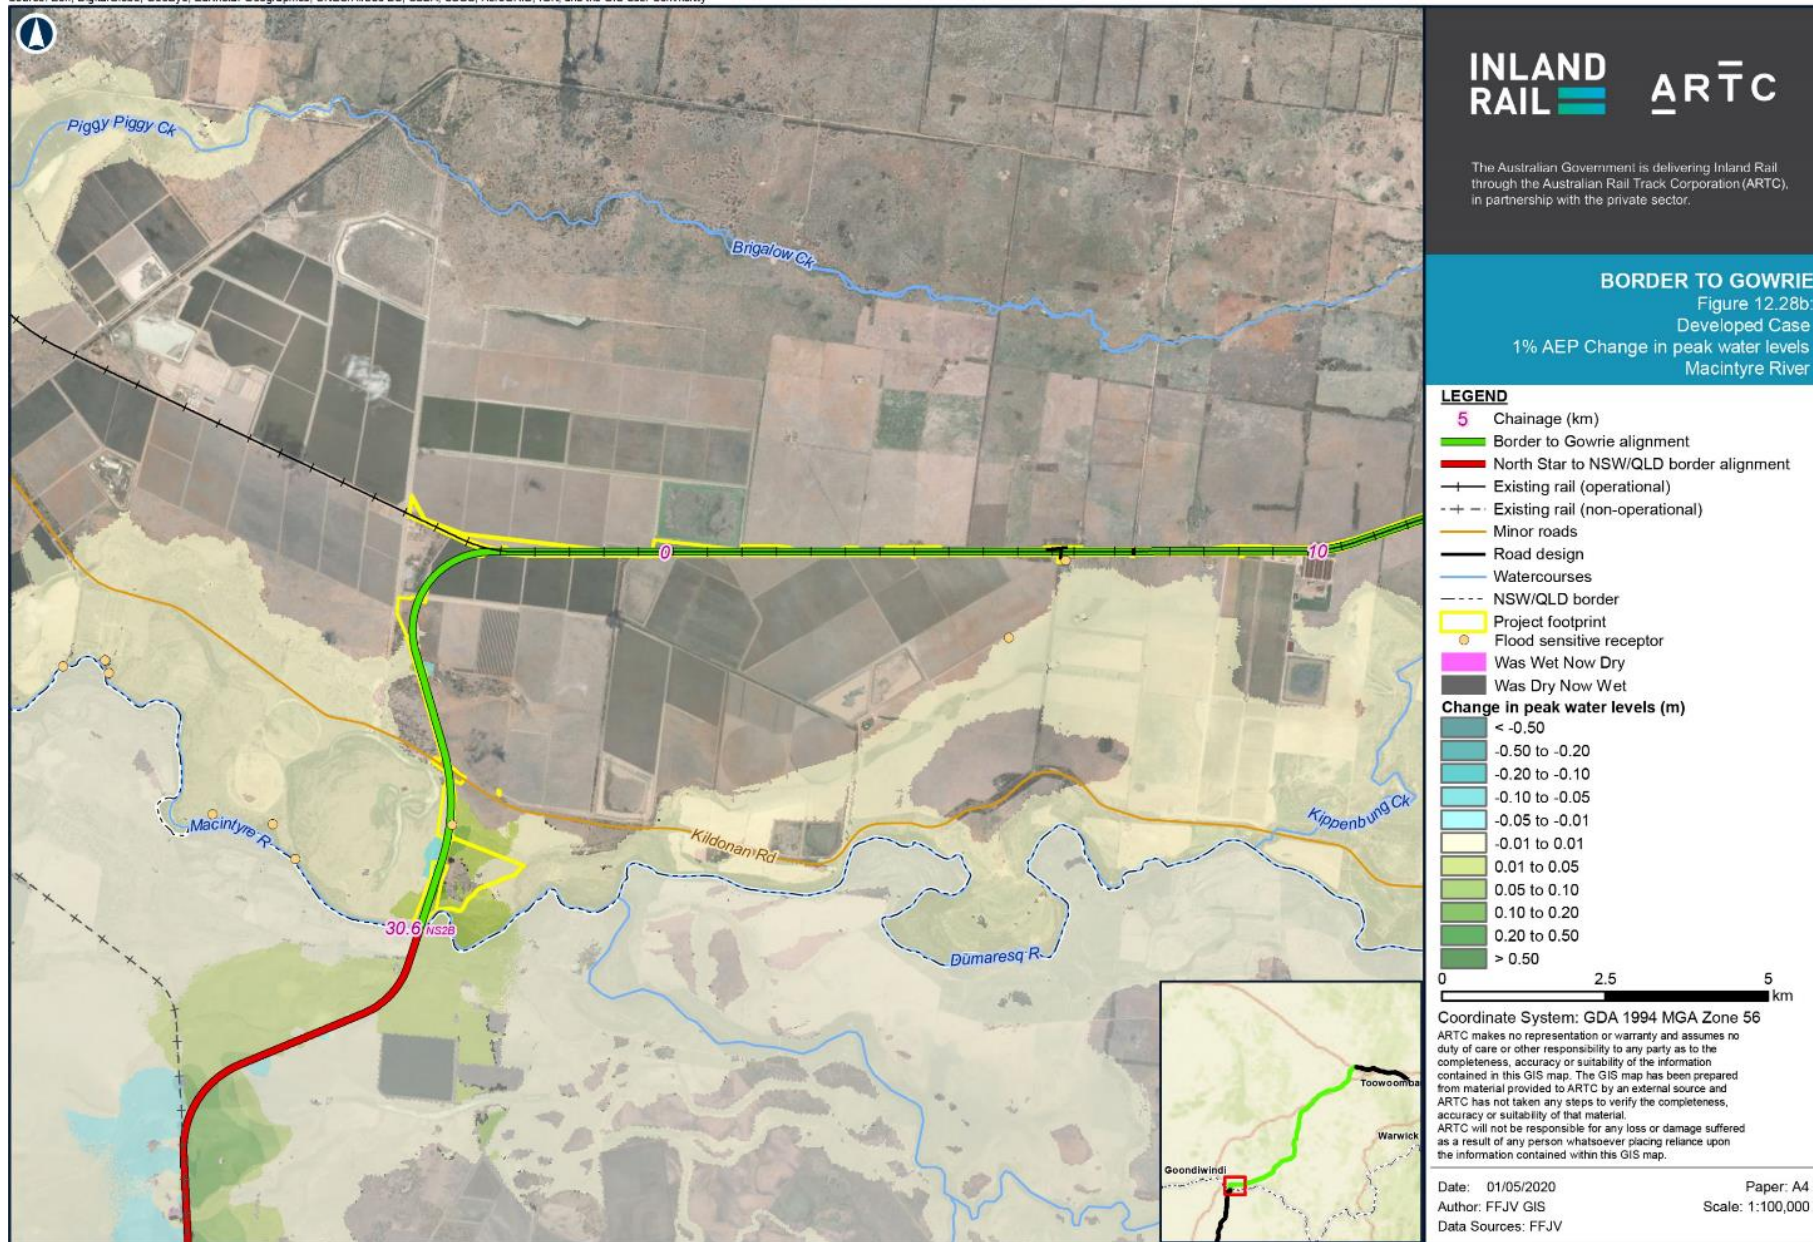 Piggy Piggy Ck
Brigalow Ck
0
10
Macintyre R
Kildonan Rd
Kippenbung Ck
30.6 NS2B
Dumaresq R
Toowoomba
Warwick
Goondiwindi
INLAND
RAIL
ARTC
The Australian Government is delivering Inland Rail
through the Australian Rail Track Corporation (ARTC),
in partnership with the private sector.
BORDER TO GOWRIE
Figure 12.28b:
Developed Case
1% AEP Change in peak water levels
Macintyre River
LEGEND
5 Chainage (km)
Border to Gowrie alignment
North Star to NSW/QLD border alignment
Existing rail (operational)
Existing rail (non-operational)
Minor roads
Road design
Watercourses
NSW/QLD border
Project footprint
Flood sensitive receptor
Was Wet Now Dry
Was Dry Now Wet
Change in peak water levels (m)
< -0.50
-0.50 to -0.20
-0.20 to -0.10
-0.10 to -0.05
-0.05 to -0.01
-0.01 to 0.01
0.01 to 0.05
0.05 to 0.10
0.10 to 0.20
0.20 to 0.50
> 0.50
0 2.5 5
km
Coordinate System: GDA 1994 MGA Zone 56
ARTC makes no representation or warranty and assumes no
duty of care or other responsibility to any party as to the
completeness, accuracy or suitability of the information
contained in this GIS map. The GIS map has been prepared
from material provided to ARTC by an external source and
ARTC has not taken any steps to verify the completeness,
accuracy or suitability of that material.
ARTC will not be responsible for any loss or damage suffered
as a result of any person whatsoever placing reliance upon
the information contained within this GIS map.
Date: 01/05/2020 Paper: A4
Author: FFJV GIS Scale: 1:100,000
Data Sources: FFJV